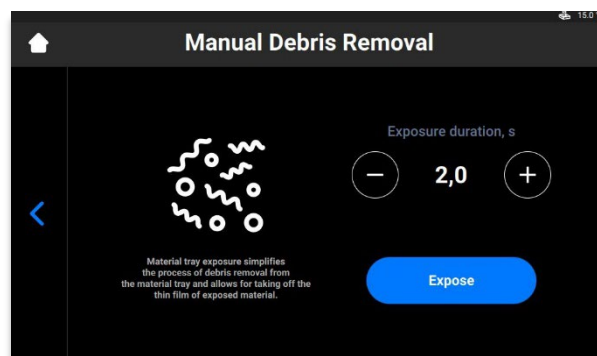 15.0
Manual Debris Removal
Exposure duration, s
2,0
Material tray exposure simplifies
the process of debris removal from
the material tray and allows for taking off the
thin film of exposed material.
Expose